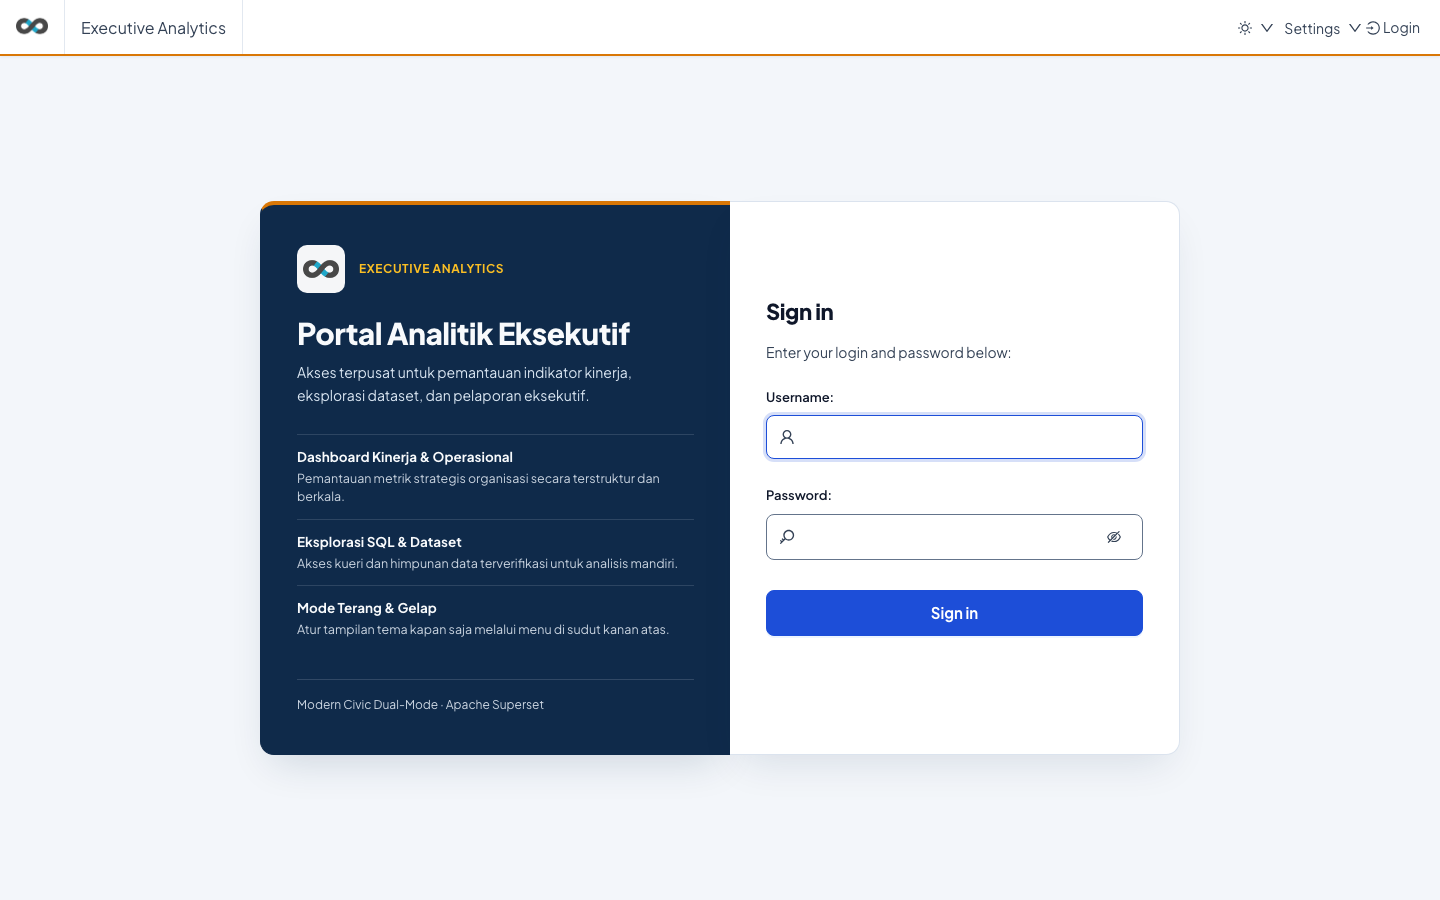 Executive Analytics
Settings
Login
EXECUTIVE ANALYTICS
Portal Analitik Eksekutif
Akses terpusat untuk pemantauan indikator kinerja,
eksplorasi dataset, dan pelaporan eksekutif.
Dashboard Kinerja & Operasional
Pemantauan metrik strategis organisasi secara terstruktur dan
berkala.
Eksplorasi SQL & Dataset
Akses kueri dan himpunan data terverifikasi untuk analisis mandiri.
Mode Terang & Gelap
Atur tampilan tema kapan saja melalui menu di sudut kanan atas.
Modern Civic Dual-Mode · Apache Superset
Sign in
Enter your login and password below:
Username:
Password:
Sign in